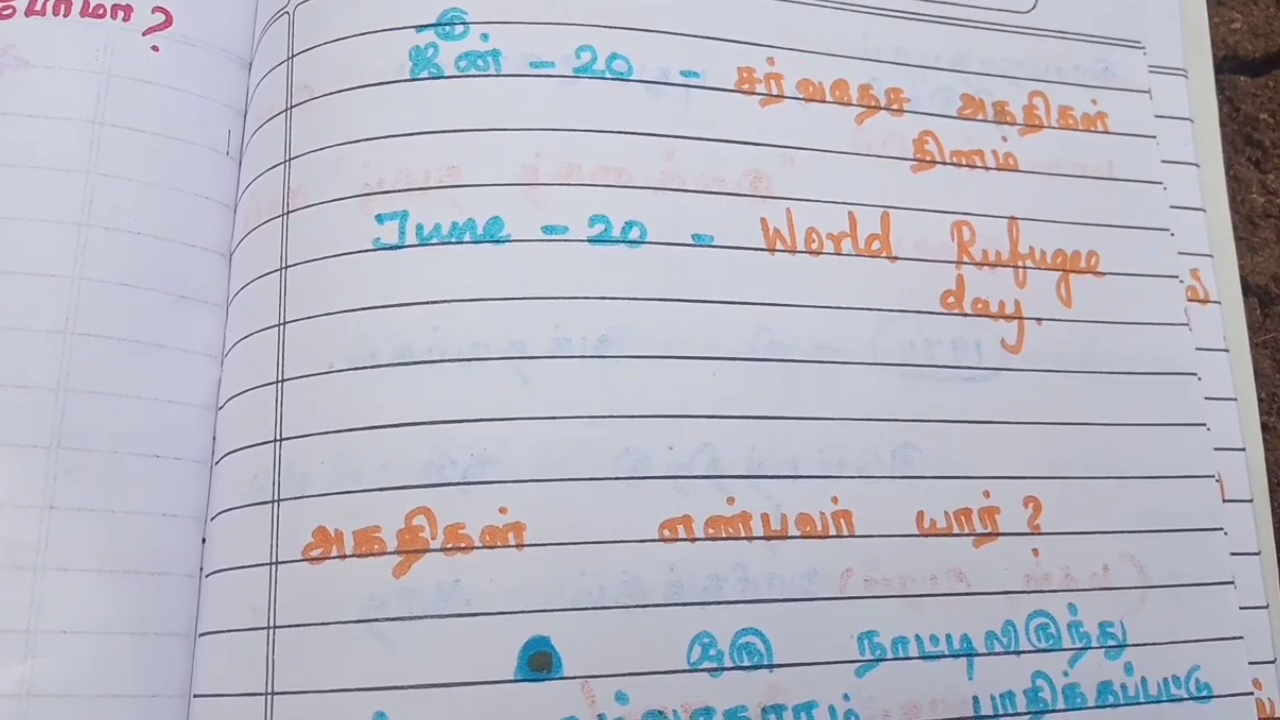 ஜூன் - 20 - சர்வதேச அகதிகள்
தினம்
June - 20 - World Rufugee
day.
அகதிகள் என்பவர் யார்?
ஒரு நாட்டிலிருந்து
பாதிக்கப்பட்டு